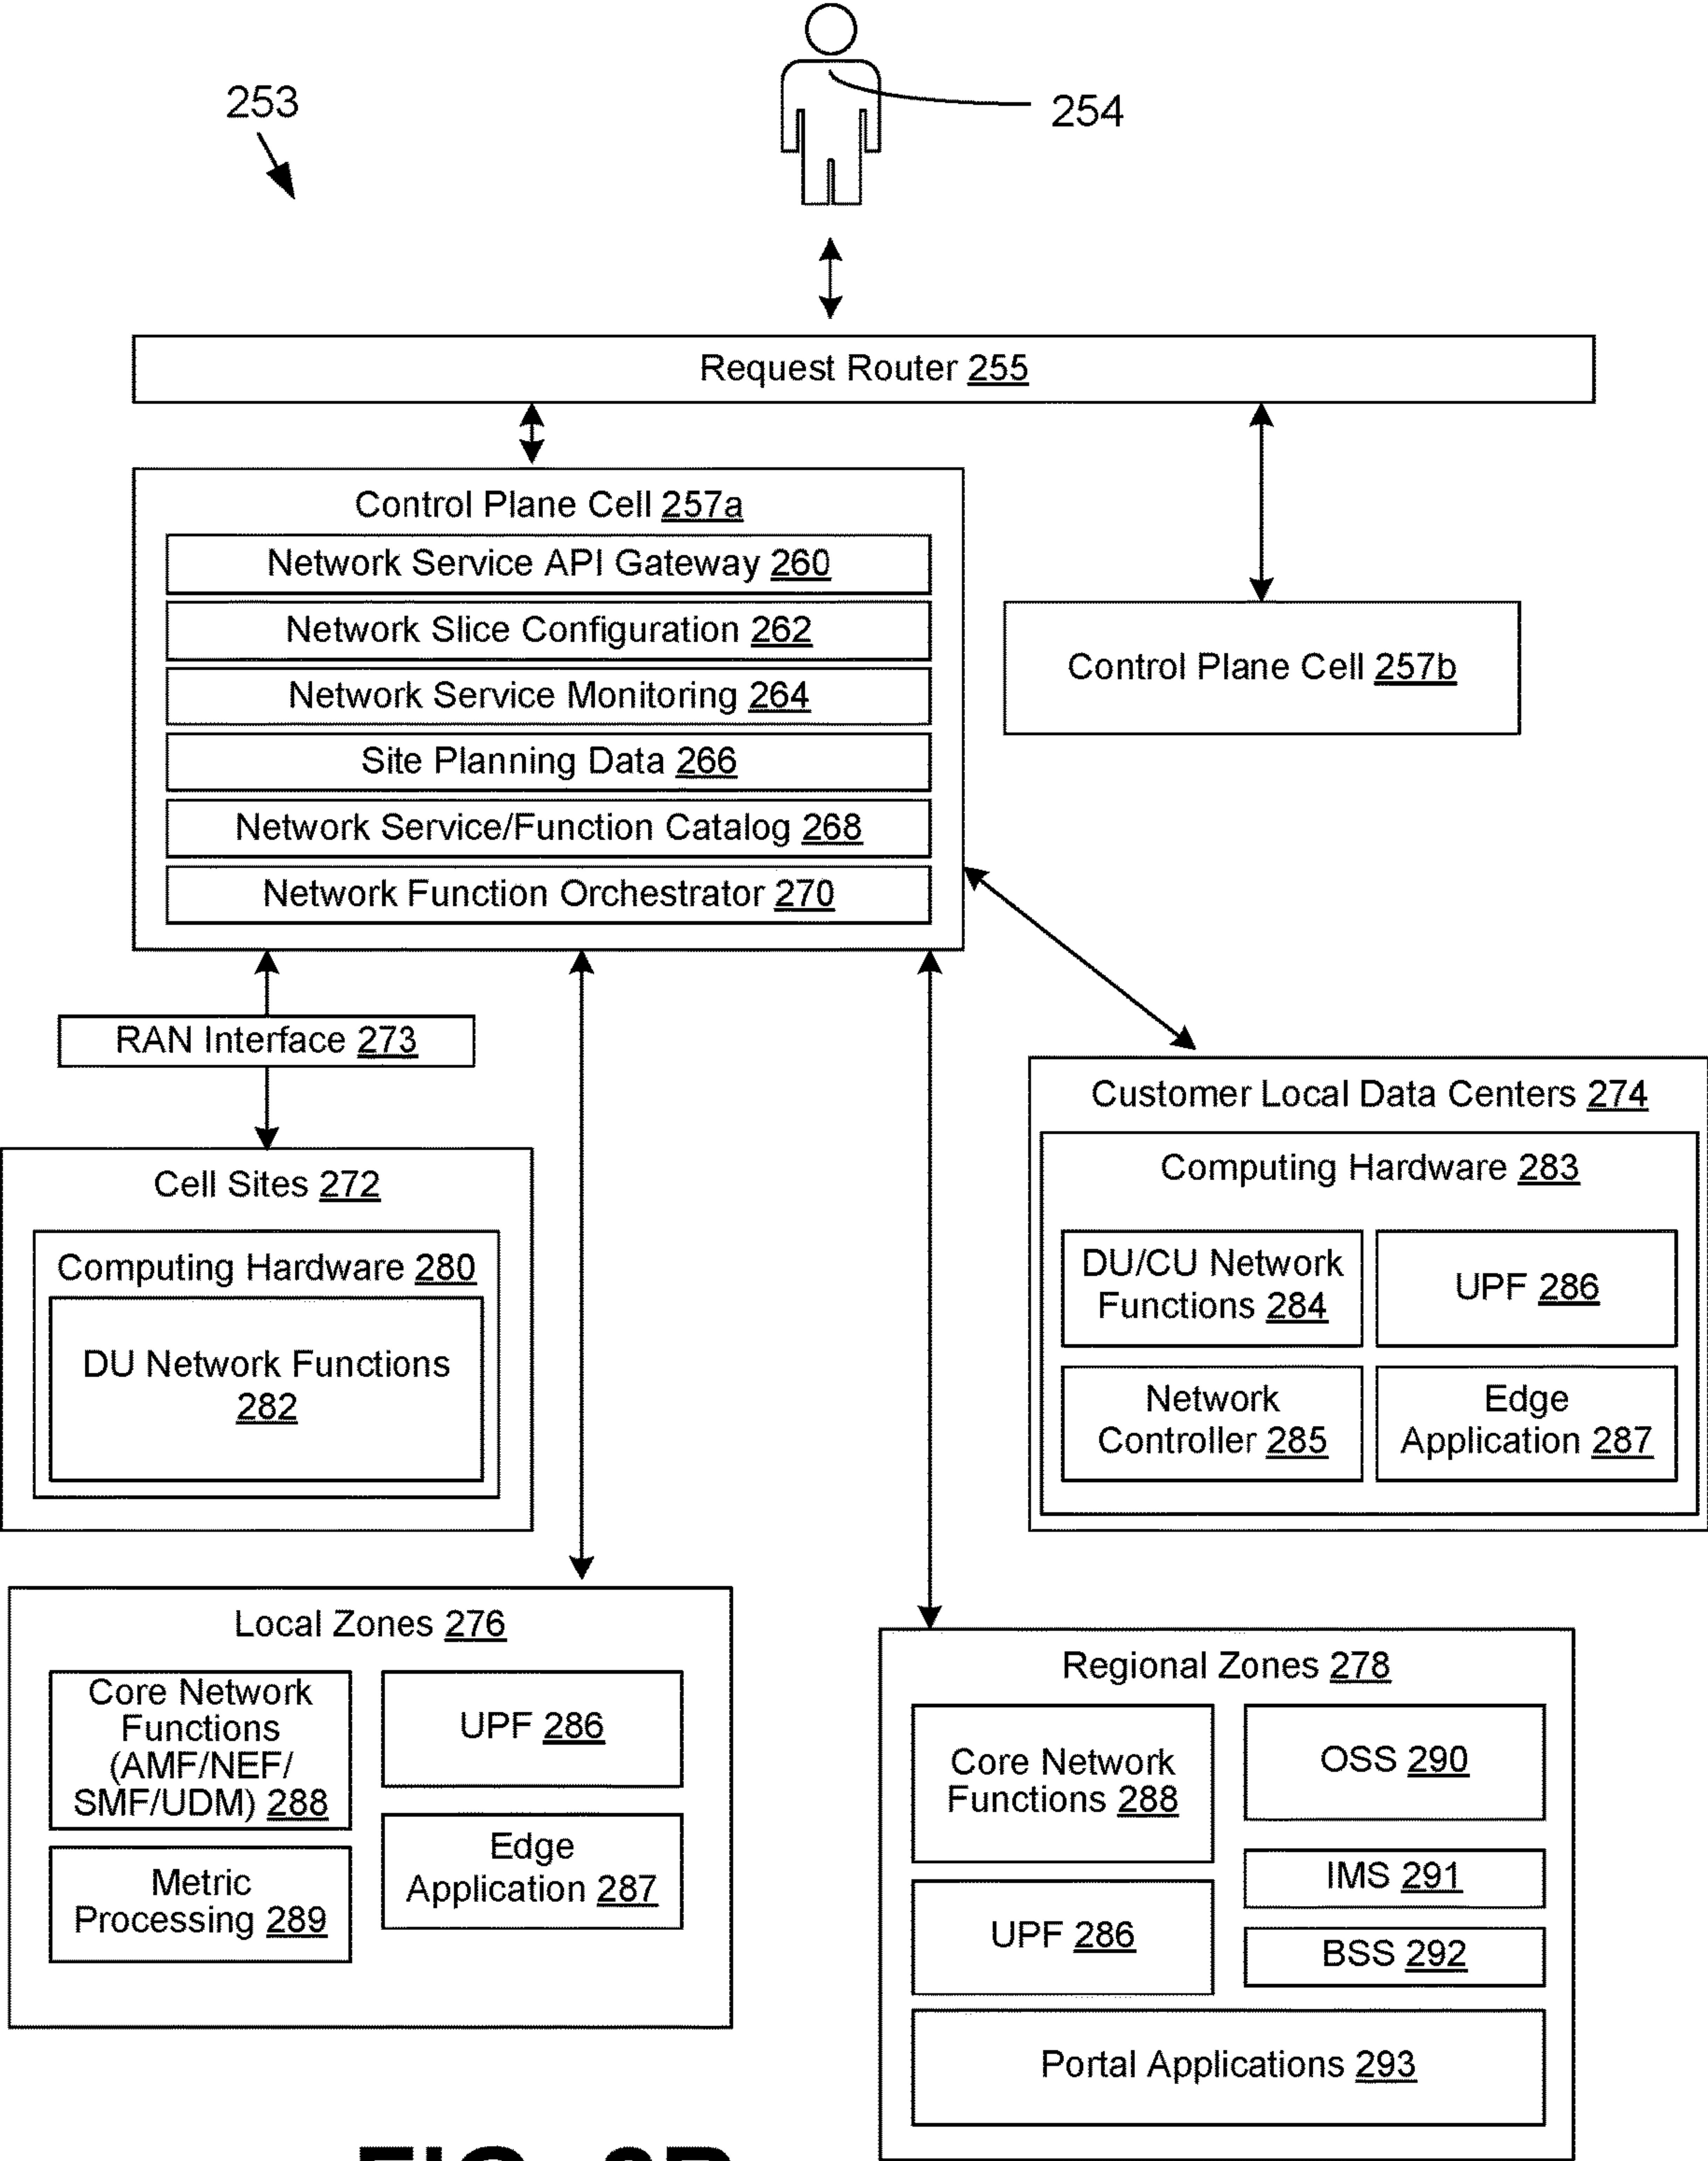 253
254
Request Router 255
Control Plane Cell 257a
Network Service API Gateway 260
Network Slice Configuration 262
Network Service Monitoring 264
Site Planning Data 266
Network Service/Function Catalog 268
Network Function Orchestrator 270
Control Plane Cell 257b
RAN Interface 273
Cell Sites 272
Computing Hardware 280
DU Network Functions
282
Customer Local Data Centers 274
Computing Hardware 283
DU/CU Network
Functions 284
UPF 286
Network
Controller 285
Edge
Application 287
Local Zones 276
Core Network
Functions
(AMF/NEF/
SMF/UDM) 288
UPF 286
Metric
Processing 289
Edge
Application 287
Regional Zones 278
Core Network
Functions 288
OSS 290
IMS 291
UPF 286
BSS 292
Portal Applications 293